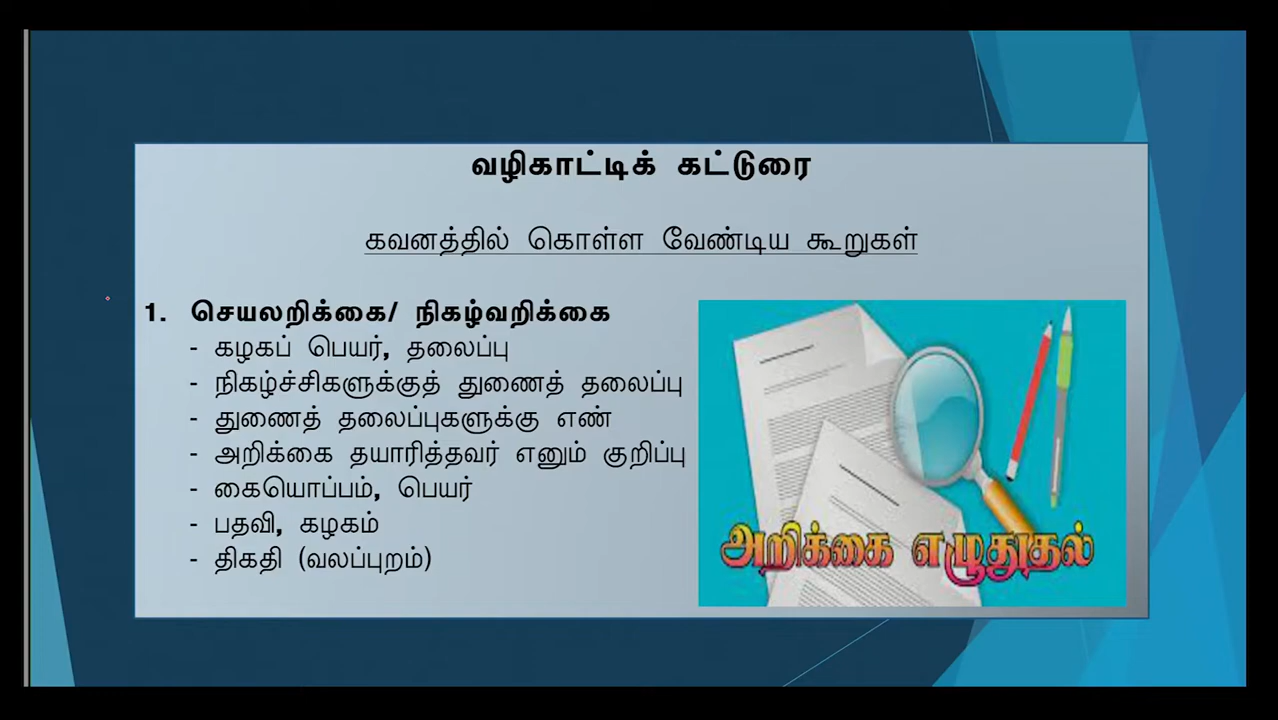 வழிகாட்டிக் கட்டுரை
கவனத்தில் கொள்ள வேண்டிய கூறுகள்
1. செயலறிக்கை/ நிகழ்வறிக்கை
- கழகப் பெயர், தலைப்பு
- நிகழ்ச்சிகளுக்குத் துணைத் தலைப்பு
- துணைத் தலைப்புகளுக்கு எண்
- அறிக்கை தயாரித்தவர் எனும் குறிப்பு
- கையொப்பம், பெயர்
- பதவி, கழகம்
- திகதி (வலப்புறம்)
அறிக்கை எழுதுதல்